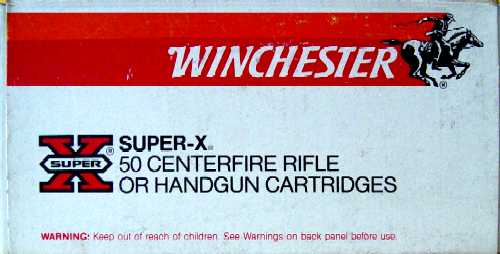 WINCHESTER
®
SUPER-X®
X SUPER ®
50 CENTERFIRE RIFLE
OR HANDGUN CARTRIDGES
WARNING: Keep out of reach of children. See Warnings on back panel before use.